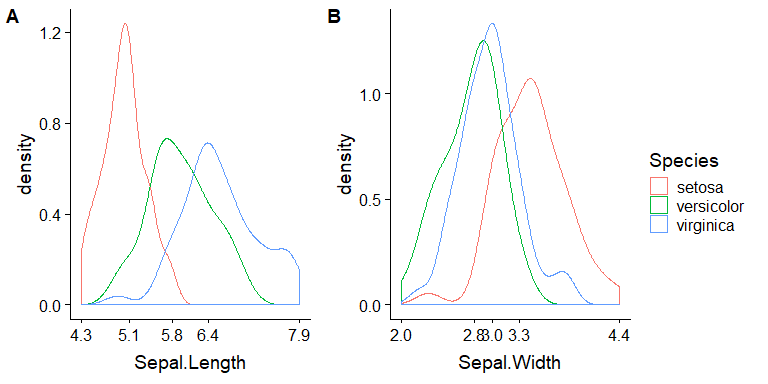 A
density
1.2
0.8
0.4
0.0
4.3 5.1 5.8 6.4 7.9
Sepal.Length
B
density
1.0
0.5
0.0
2.0 2.8 3.0 3.3 4.4
Sepal.Width
Species
setosa
versicolor
virginica